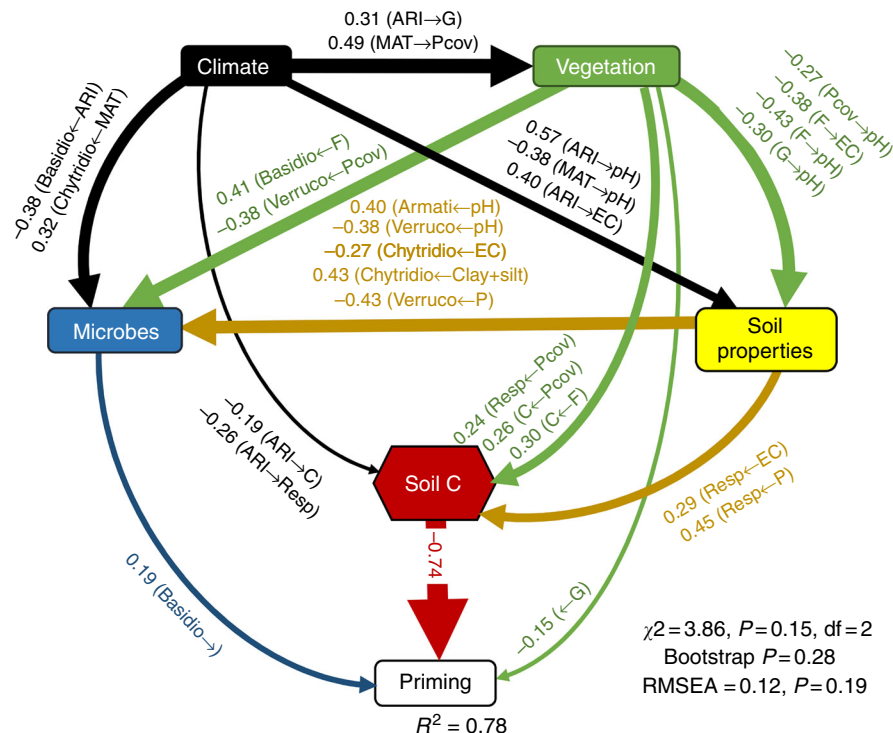 0.31 (ARI→G)
0.49 (MAT→Pcov)
Climate
Vegetation
−0.38 (Basidio←ARI)
0.32 (Chytridio←MAT)
0.41 (Basidio←F)
−0.38 (Verruco←Pcov)
0.57 (ARI→pH)
−0.38 (MAT→pH)
0.40 (ARI→EC)
−0.27 (Pcov→pH)
−0.38 (F→EC)
−0.43 (F→pH)
−0.30 (G→pH)
0.40 (Armati←pH)
−0.38 (Verruco←pH)
−0.27 (Chytridio←EC)
0.43 (Chytridio←Clay+silt)
−0.43 (Verruco←P)
Microbes
Soil
properties
−0.19 (ARI→C)
−0.26 (ARI→Resp)
0.24 (Resp←Pcov)
0.26 (C←Pcov)
0.30 (C←F)
Soil C
0.29 (Resp←EC)
0.45 (Resp←P)
−0.74
0.19 (Basidio→)
−0.15 (←G)
Priming
R² = 0.78
χ2=3.86, P=0.15, df=2
Bootstrap P=0.28
RMSEA = 0.12, P=0.19